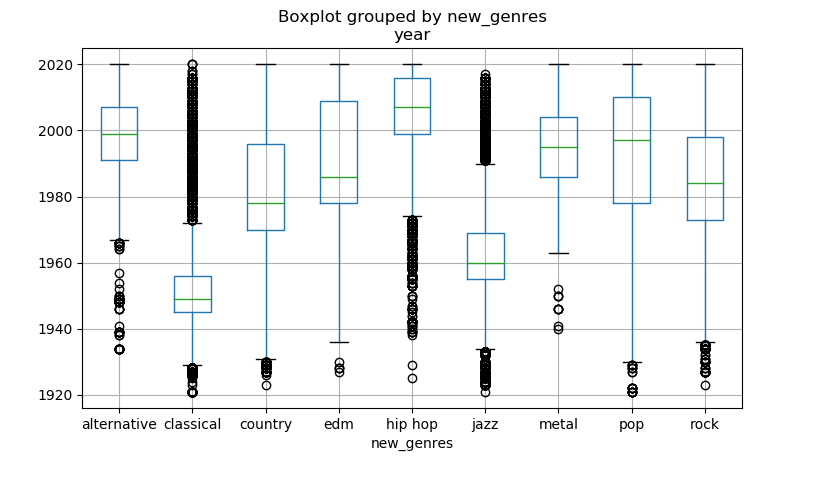 Boxplot grouped by new_genres
year
2020
2000
1980
1960
1940
1920
alternative classical country edm hip hop jazz metal pop rock
new_genres